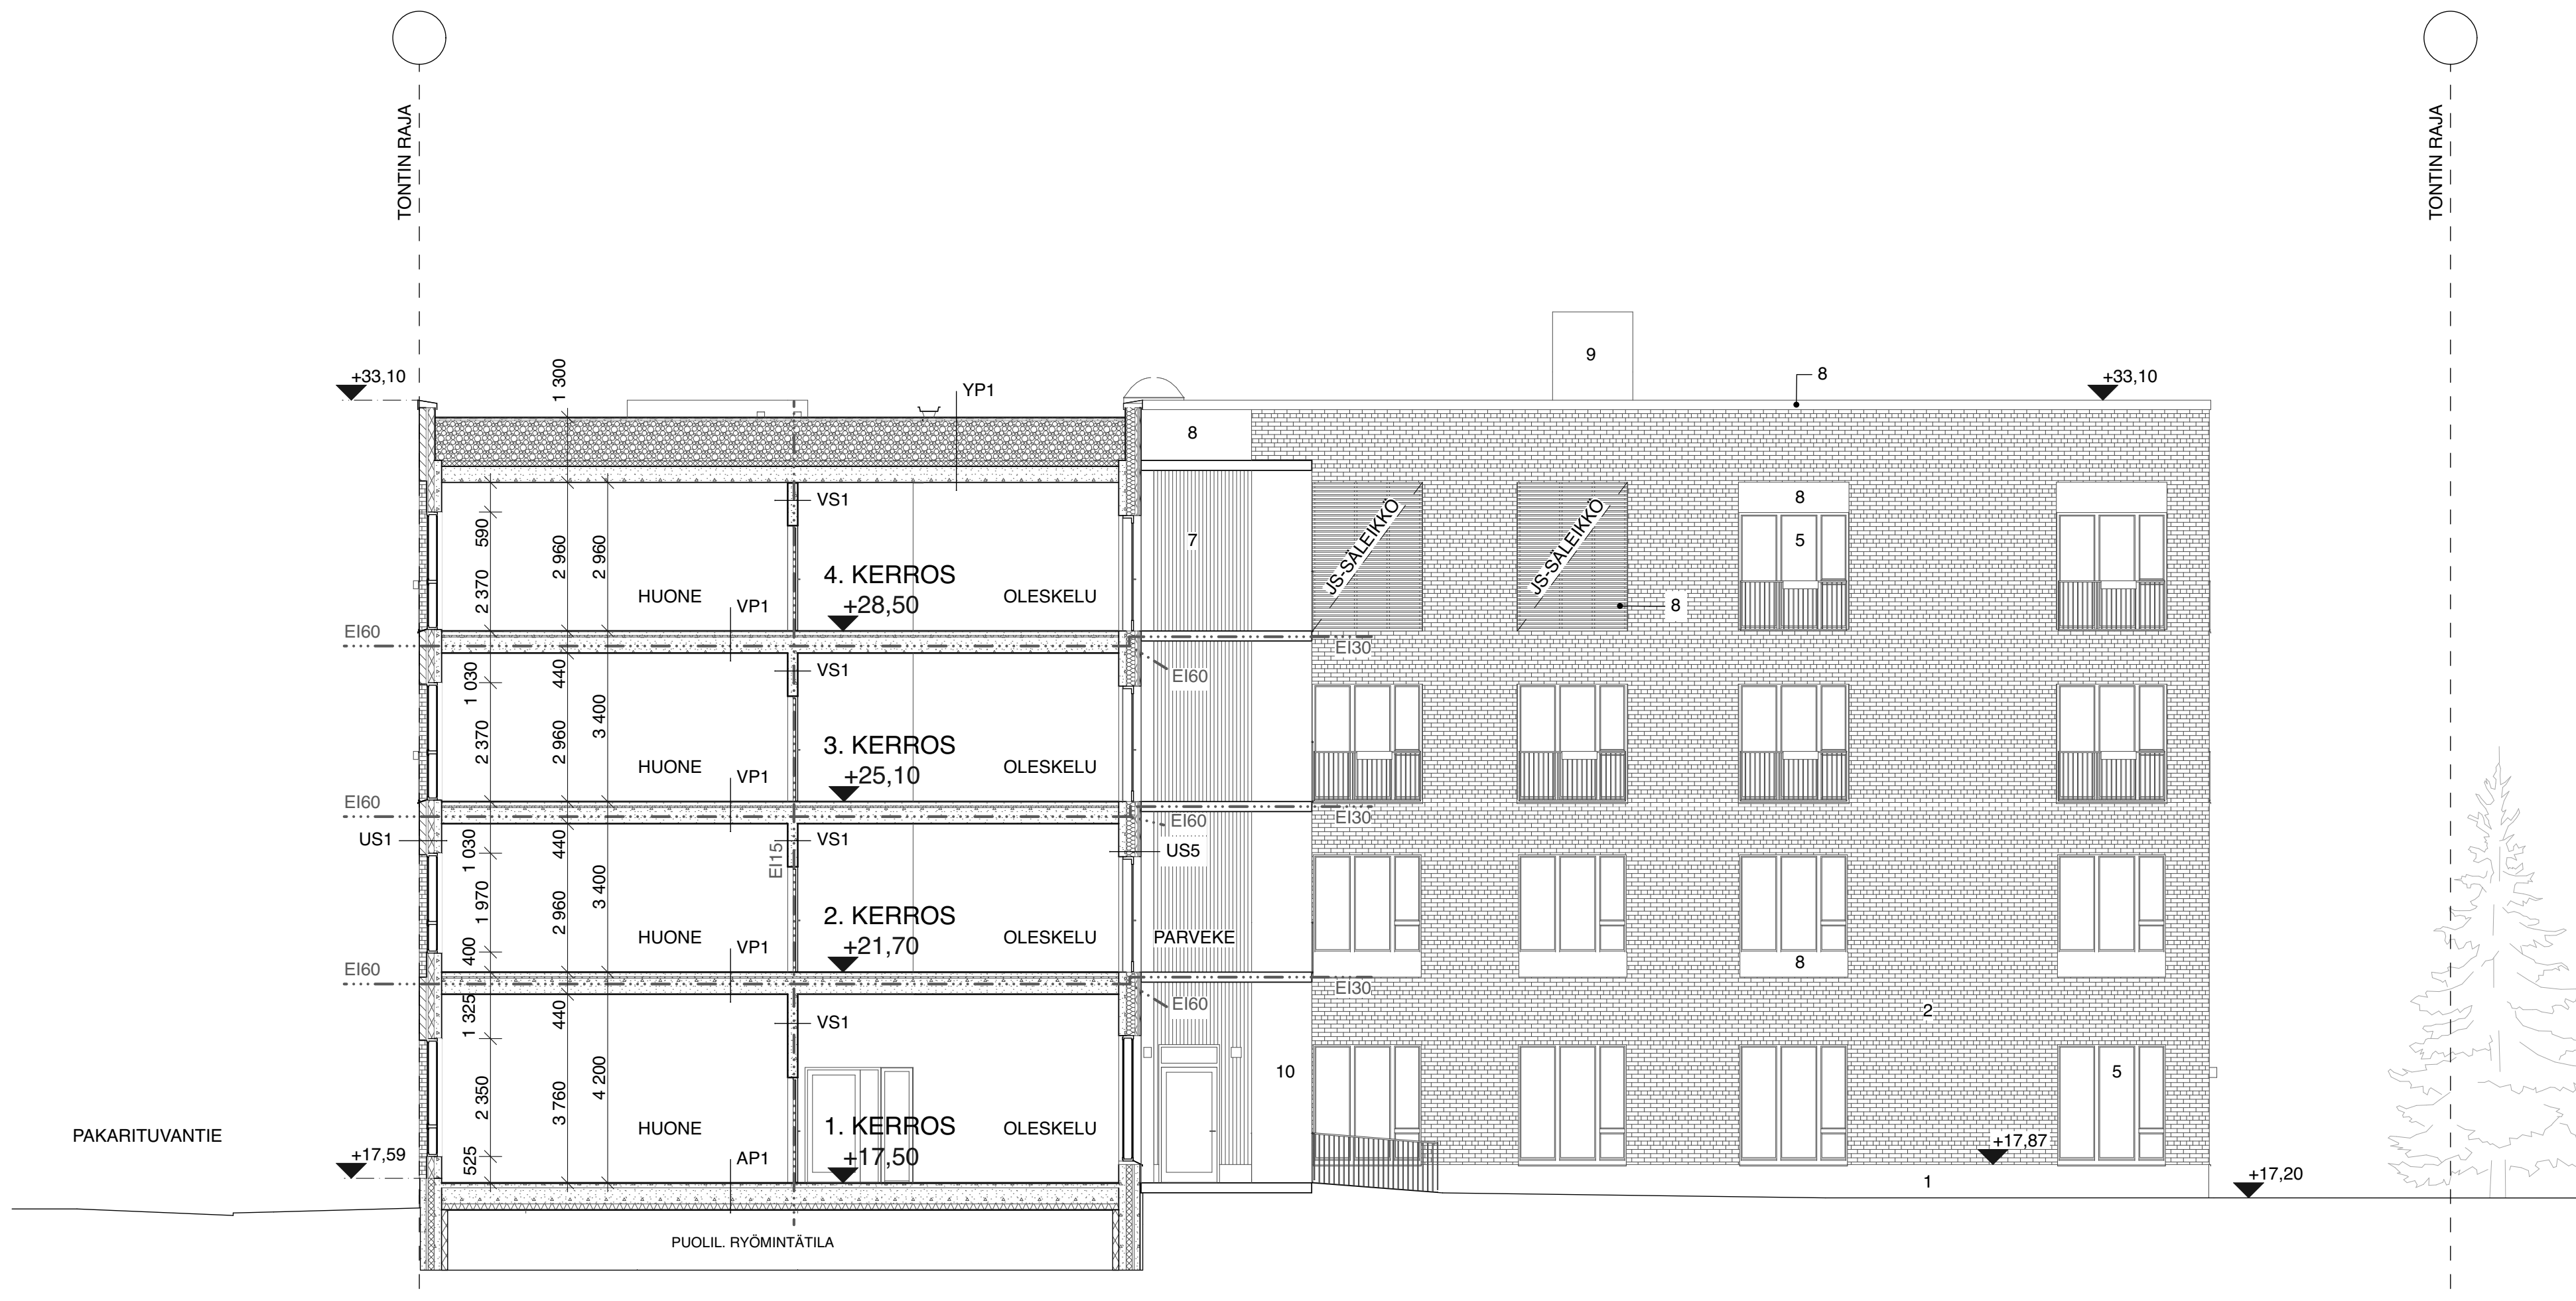 TONTIN RAJA
TONTIN RAJA
9
+33,10
1 300
YP1
8
+33,10
8
590
2 370
2 960
2 960
VS1
4. KERROS
+28,50
HUONE
VP1
OLESKELU
7
JS-SÄLEIKKÖ
JS-SÄLEIKKÖ
8
8
5
EI60
EI30
EI60
1 030
440
2 370
2 960
3 400
VS1
3. KERROS
+25,10
HUONE
VP1
OLESKELU
EI60
EI30
EI60
US1
1 030
440
1 970
2 960
400
3 400
EI15
VS1
US5
2. KERROS
+21,70
HUONE
VP1
OLESKELU
PARVEKE
8
EI60
EI30
EI60
2
1 325
440
2 350
3 760
4 200
525
VS1
10
5
1. KERROS
+17,50
HUONE
AP1
OLESKELU
PAKARITUVANTIE
+17,59
+17,87
+17,20
1
PUOLIL. RYÖMINTÄTILA